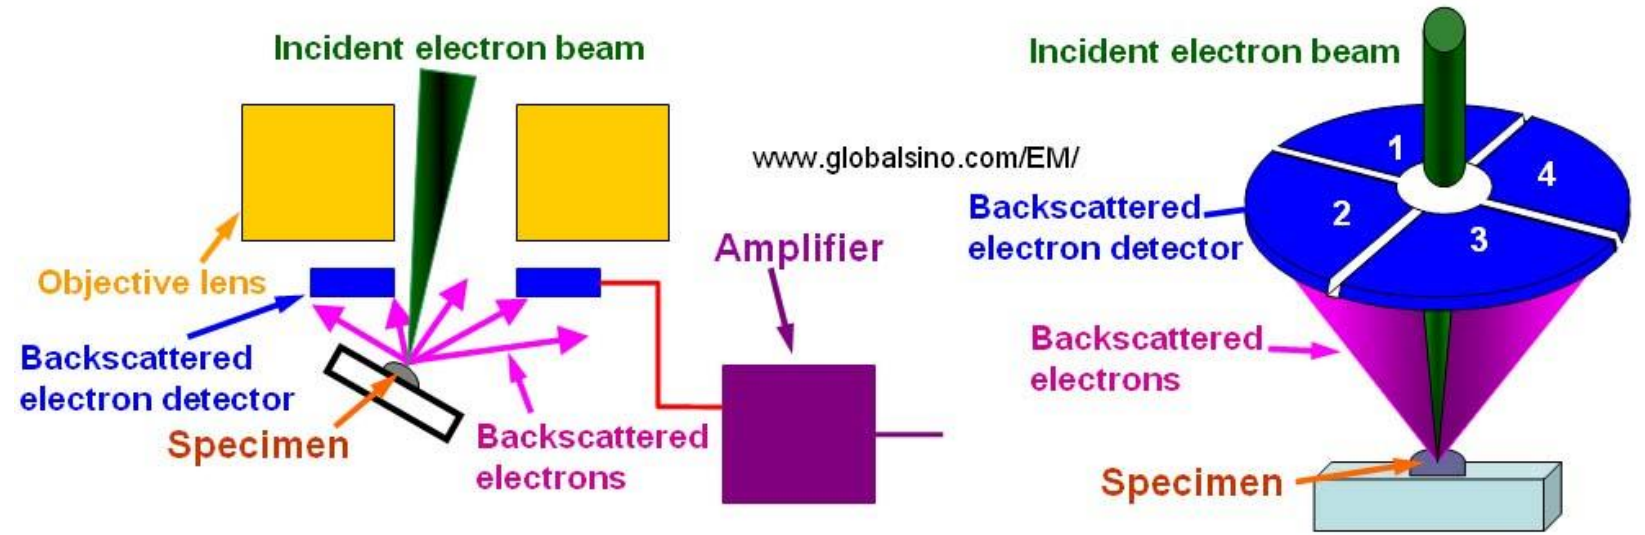 Incident electron beam
www.globalsino.com/EM/
Objective lens
Backscattered
electron detector
Specimen
Backscattered
electrons
Amplifier
Incident electron beam
Backscattered
electron detector
1
2
3
4
Backscattered
electrons
Specimen